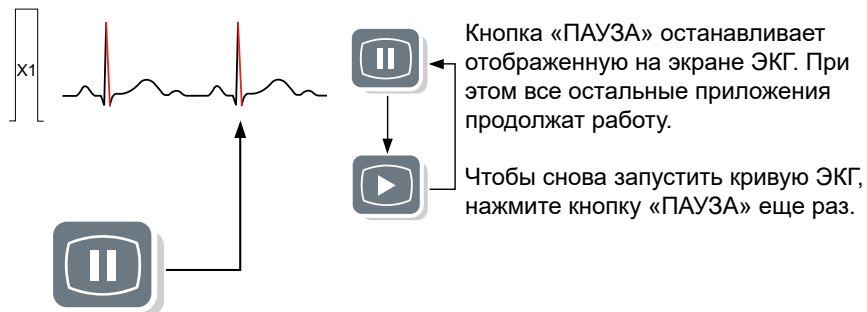 X1
Кнопка «ПАУЗА» останавливает
отображенную на экране ЭКГ. При
этом все остальные приложения
продолжат работу.
Чтобы снова запустить кривую ЭКГ,
нажмите кнопку «ПАУЗА» еще раз.